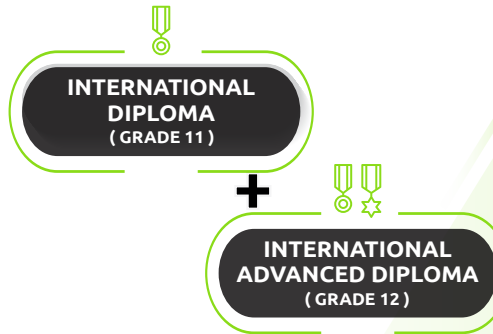 INTERNATIONAL
DIPLOMA
( GRADE 11 )
+
INTERNATIONAL
ADVANCED DIPLOMA
( GRADE 12 )